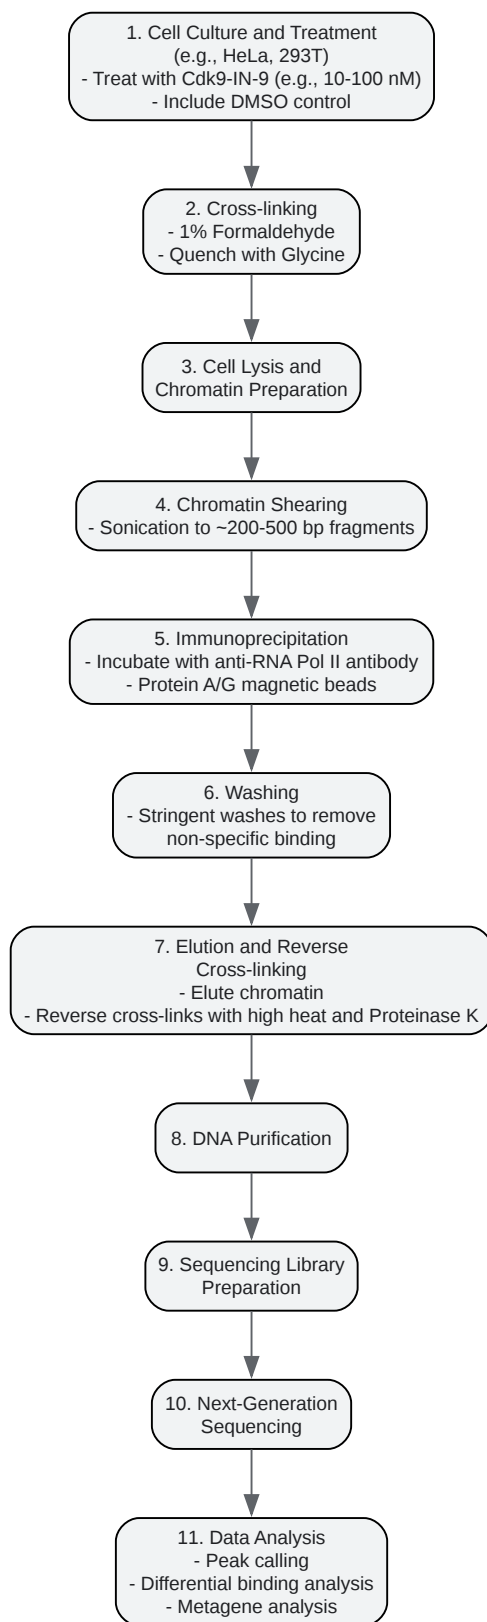 1. Cell Culture and Treatment
(e.g., HeLa, 293T)
- Treat with Cdk9-IN-9 (e.g., 10-100 nM)
- Include DMSO control
2. Cross-linking
- 1% Formaldehyde
- Quench with Glycine
3. Cell Lysis and
Chromatin Preparation
4. Chromatin Shearing
- Sonication to ~200-500 bp fragments
5. Immunoprecipitation
- Incubate with anti-RNA Pol II antibody
- Protein A/G magnetic beads
6. Washing
- Stringent washes to remove
non-specific binding
7. Elution and Reverse
Cross-linking
- Elute chromatin
- Reverse cross-links with high heat and Proteinase K
8. DNA Purification
9. Sequencing Library
Preparation
10. Next-Generation
Sequencing
11. Data Analysis
- Peak calling
- Differential binding analysis
- Metagene analysis